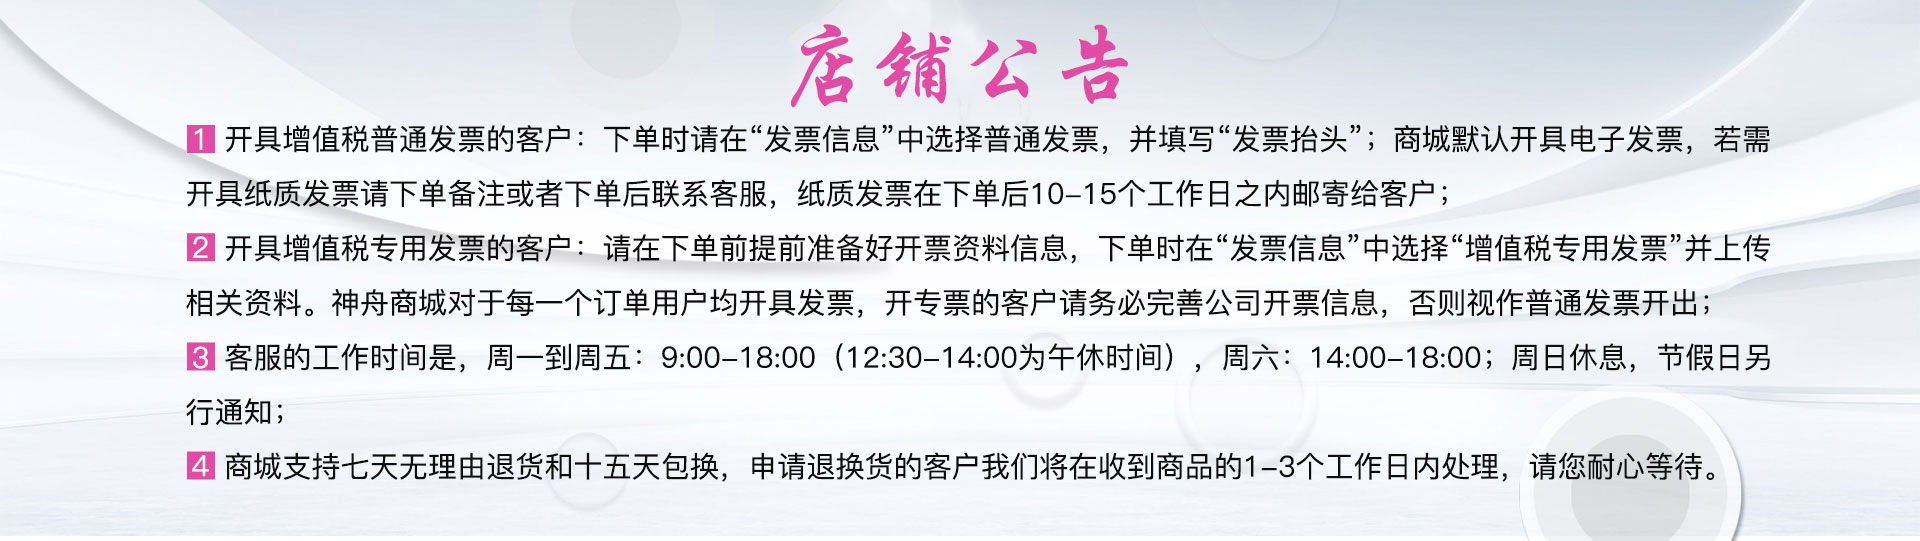 店铺公告
1 开具增值税普通发票的客户：下单时请在“发票信息”中选择普通发票，并填写“发票抬头”；商城默认开具电子发票，若需
开具纸质发票请下单备注或者下单后联系客服，纸质发票在下单后10-15个工作日之内邮寄给客户；
2 开具增值税专用发票的客户：请在下单前提前准备好开票资料信息，下单时在“发票信息”中选择“增值税专用发票”并上传
相关资料。神舟商城对于每一个订单用户均开具发票，开专票的客户请务必完善公司开票信息，否则视作普通发票开出；
3 客服的工作时间是，周一到周五：9:00-18:00（12:30-14:00为午休时间），周六：14:00-18:00；周日休息，节假日另
行通知；
4 商城支持七天无理由退货和十五天包换，申请退换货的客户我们将在收到商品的1-3个工作日内处理，请您耐心等待。